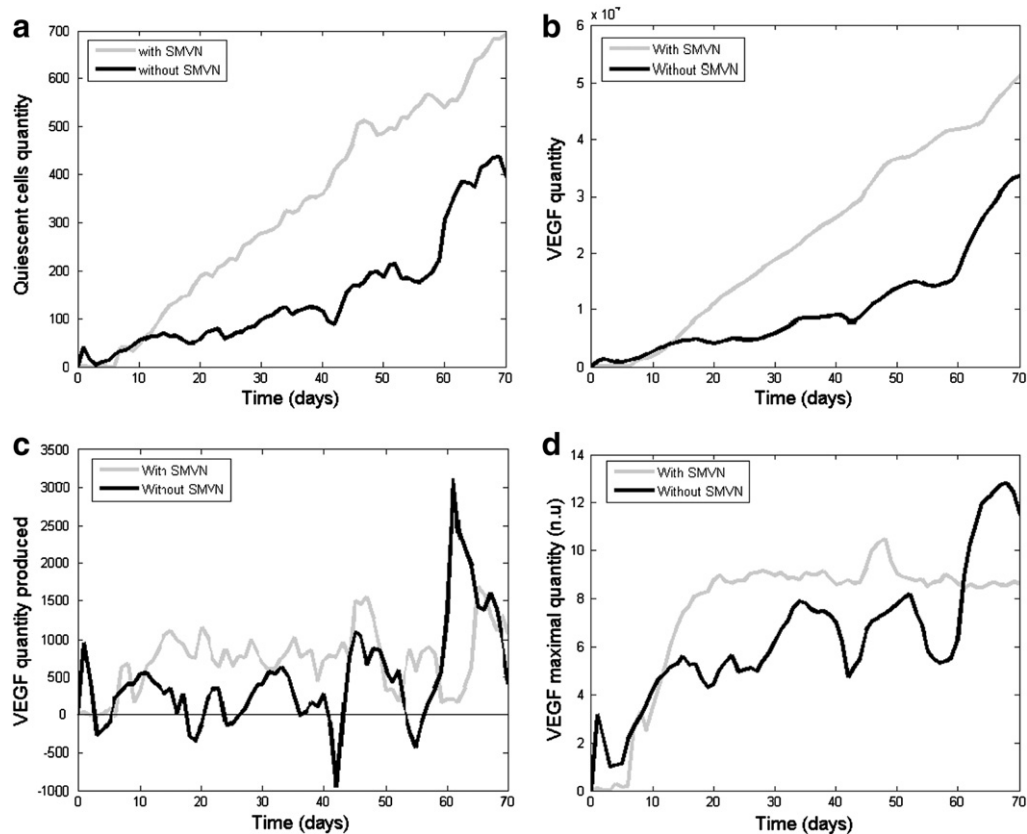 a
700
600
500
400
300
200
100
0
0 10 20 30 40 50 60 70
with SMVN
without SMVN
Quiescent cells quantity
Time (days)
b
6
5
4
3
2
1
0
0 10 20 30 40 50 60 70
With SMVN
Without SMVN
VEGF quantity
Time (days)
c
3500
3000
2500
2000
1500
1000
500
0
-500
-1000
0 10 20 30 40 50 60 70
With SMVN
Without SMVN
VEGF quantity produced
Time (days)
d
14
12
10
8
6
4
2
0
0 10 20 30 40 50 60 70
With SMVN
Without SMVN
VEGF maximal quantity (n.u)
Time (days)